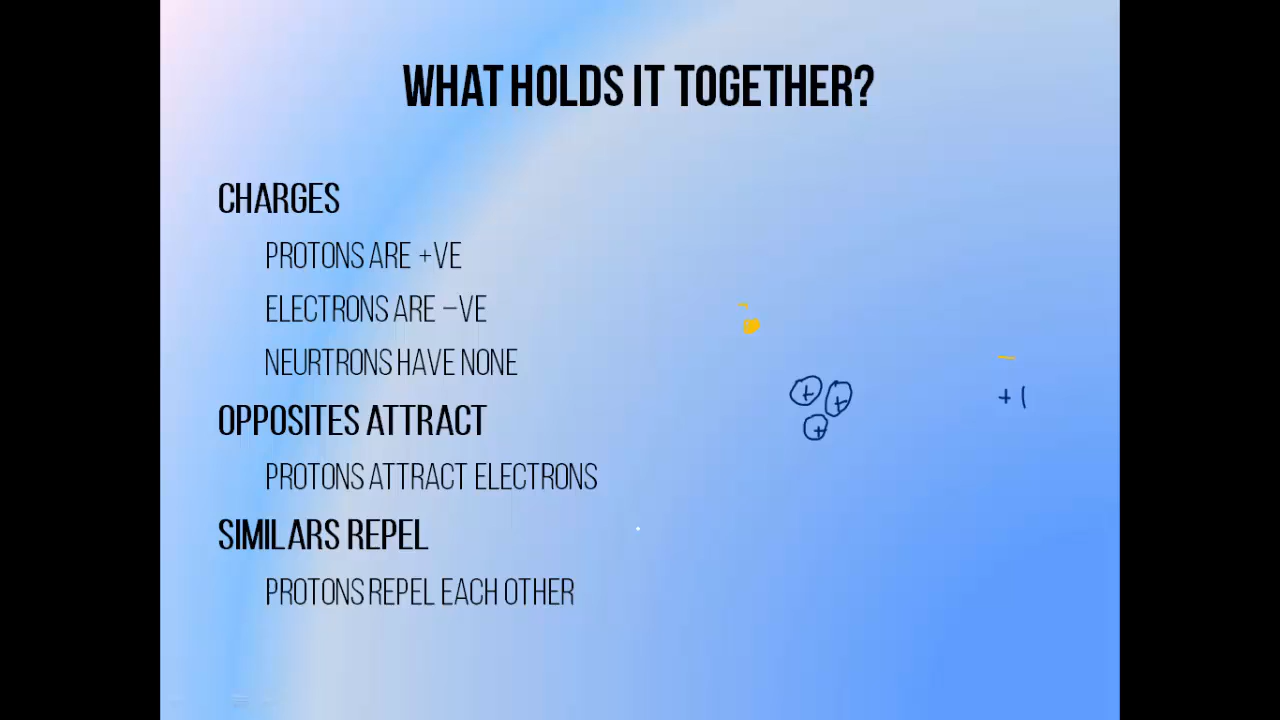 WHAT HOLDS IT TOGETHER?
CHARGES
PROTONS ARE +VE
ELECTRONS ARE –VE
NEURTRONS HAVE NONE
OPPOSITES ATTRACT
PROTONS ATTRACT ELECTRONS
SIMILARS REPEL
PROTONS REPEL EACH OTHER
-
+ +
+
-
+1